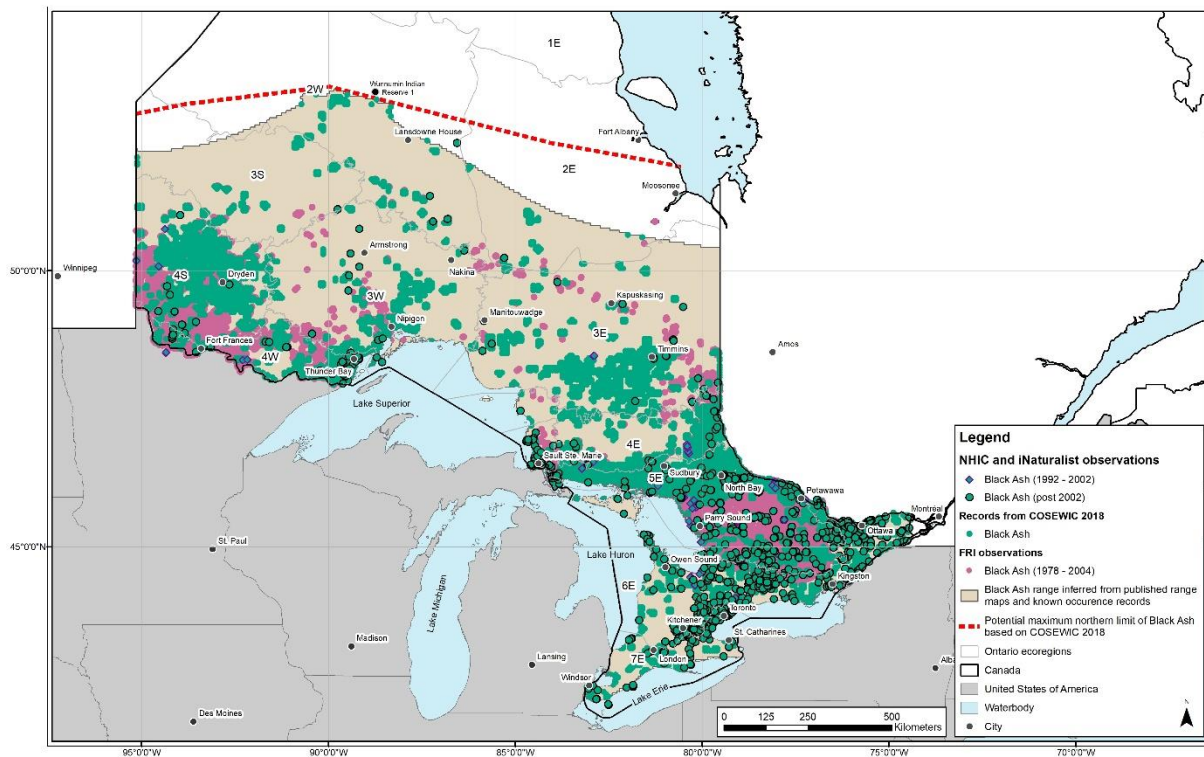 1E
2W
Wunnumin Indian
Reserve 1
Lansdowne House
Fort Albany
2E
3S
Moosonee
Armstrong
50°0'0"N
Winnipeg
4S
Dryden
Nakina
3W
Kapuskasing
Nipigon
Manitouwadge
3E
Fort Frances
4W
Timmins
Amos
Thunder Bay
Lake Superior
4E
Sault Ste. Marie
Sudbury
5E
North Bay
Petawawa
Montréal
Parry Sound
Ottawa
45°0'0"N
St. Paul
Lake Huron
Owen Sound
Kingston
6E
Lake Michigan
Toronto
Kitchener
St. Catharines
Madison
Lansing
7E
London
Windsor
Lake Erie
Alba
Des Moines
Legend
NHIC and iNaturalist observations
Black Ash (1992 - 2002)
Black Ash (post 2002)
Records from COSEWIC 2018
Black Ash
FRI observations
Black Ash (1978 - 2004)
Black Ash range inferred from published range
maps and known occurence records
Potential maximum northern limit of Black Ash
based on COSEWIC 2018
Ontario ecoregions
Canada
United States of America
Waterbody
City
N
0 125 250 500
Kilometers
95°0'0"W 90°0'0"W 85°0'0"W 80°0'0"W 75°0'0"W 70°0'0"W